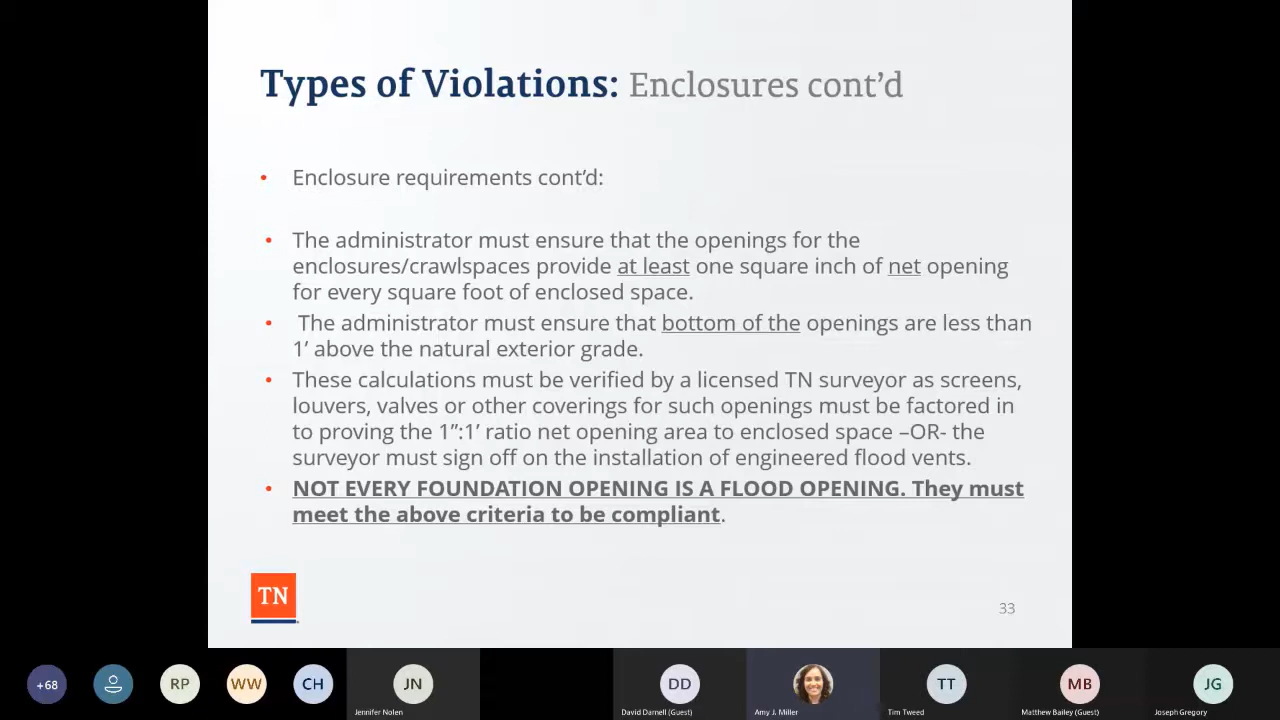 Types of Violations: Enclosures cont’d
• Enclosure requirements cont’d:
• The administrator must ensure that the openings for the
enclosures/crawlspaces provide at least one square inch of net opening
for every square foot of enclosed space.
• The administrator must ensure that bottom of the openings are less than
1’ above the natural exterior grade.
• These calculations must be verified by a licensed TN surveyor as screens,
louvers, valves or other coverings for such openings must be factored in
to proving the 1”:1’ ratio net opening area to enclosed space –OR- the
surveyor must sign off on the installation of engineered flood vents.
• NOT EVERY FOUNDATION OPENING IS A FLOOD OPENING. They must
meet the above criteria to be compliant.
TN
33
+68 RP WW CH JN DD TT MB JG
Jennifer Nolen David Darnell (Guest) Amy J. Miller Tim Tweed Matthew Bailey (Guest) Joseph Gregory